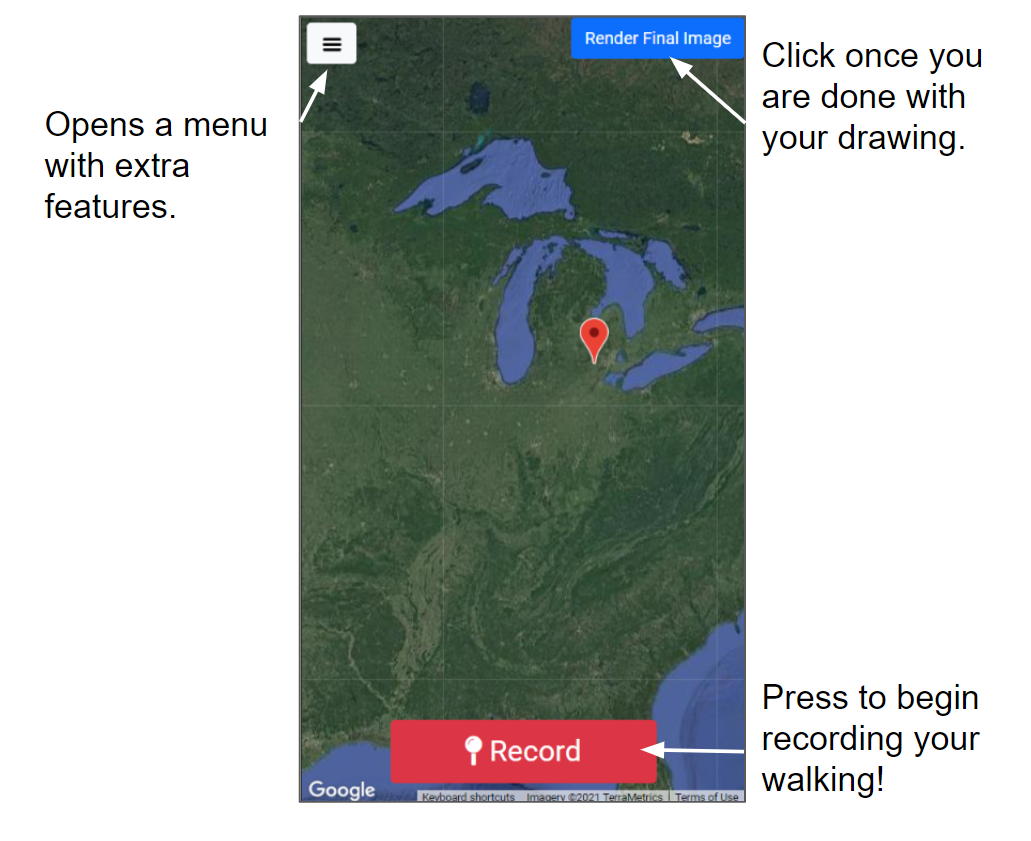 Render Final Image
Click once you
are done with
your drawing.
Opens a menu
with extra
features.
Press to begin
recording your
walking!
Record
Google
Keyboard shortcuts
Imagery ©2021 TerraMetrics
Terms of Use